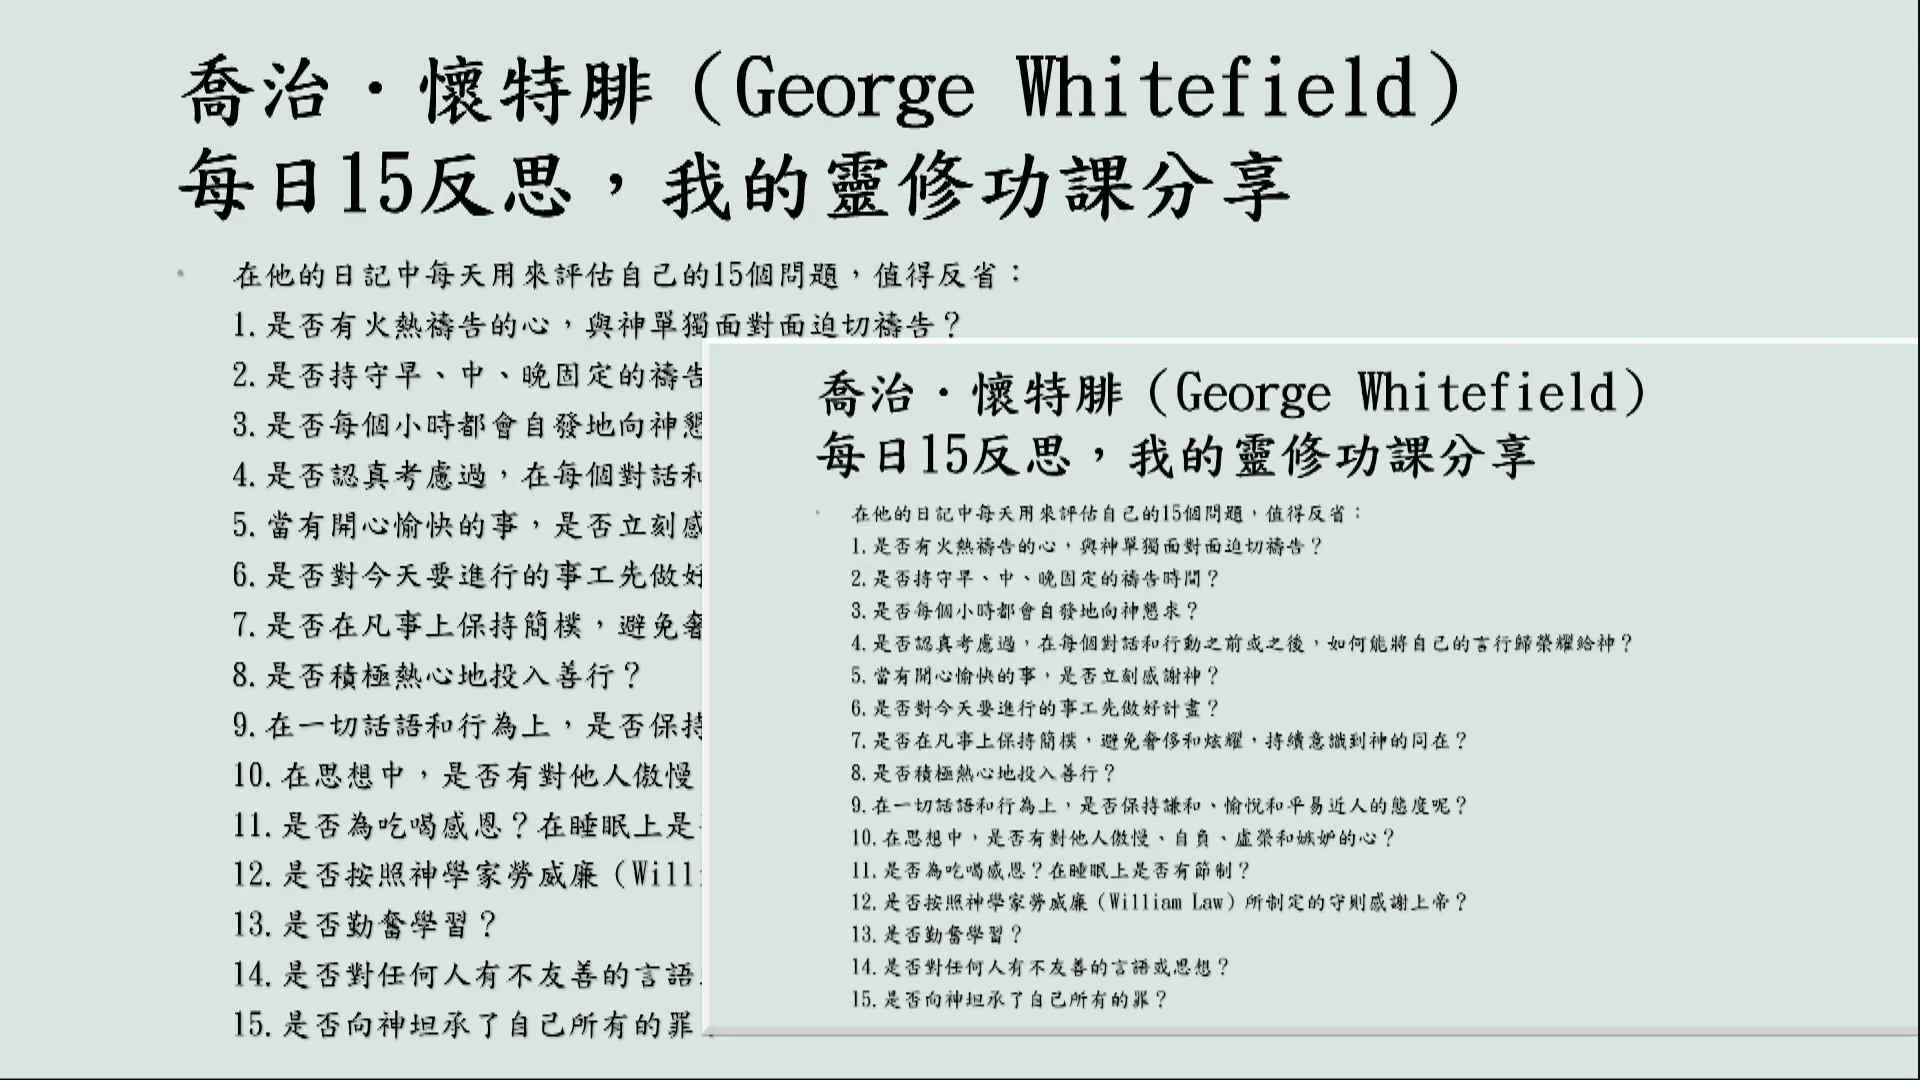 喬治·懷特腓（George Whitefield）
每日15反思，我的靈修功課分享
在他的日記中每天用來評估自己的15個問題，值得反省：
1.是否有火熱禱告的心，與神單獨面對面迫切禱告？
2.是否持守早、中、晚固定的禱告
3.是否每個小時都會自發地向神懇
4.是否認真考慮過，在每個對話和
5.當有開心愉快的事，是否立刻感
6.是否對今天要進行的事工先做好
7.是否在凡事上保持簡樸，避免奢
8.是否積極熱心地投入善行？
9.在一切話語和行為上，是否保持
10.在思想中，是否有對他人傲慢
11.是否為吃喝感恩？在睡眠上是
12.是否按照神學家勞威廉（Will
13.是否勤奮學習？
14.是否對任何人有不友善的言語
15.是否向神坦承了自己所有的罪
喬治·懷特腓（George Whitefield）
每日15反思，我的靈修功課分享
在他的日記中每天用來評估自己的15個問題，值得反省：
1.是否有火熱禱告的心，與神單獨面對面迫切禱告？
2.是否持守早、中、晚固定的禱告時間？
3.是否每個小時都會自發地向神懇求？
4.是否認真考慮過，在每個對話和行動之前或之後，如何能將自己的言行歸榮耀給神？
5.當有開心愉快的事，是否立刻感謝神？
6.是否對今天要進行的事工先做好計畫？
7.是否在凡事上保持簡樸，避免奢侈和炫耀，持續意識到神的同在？
8.是否積極熱心地投入善行？
9.在一切話語和行為上，是否保持謙和、愉悅和平易近人的態度呢？
10.在思想中，是否有對他人傲慢、自負、虛榮和嫉妒的心？
11.是否為吃喝感恩？在睡眠上是否有節制？
12.是否按照神學家勞威廉（William Law）所制定的守則感謝上帝？
13.是否勤奮學習？
14.是否對任何人有不友善的言語或思想？
15.是否向神坦承了自己所有的罪？